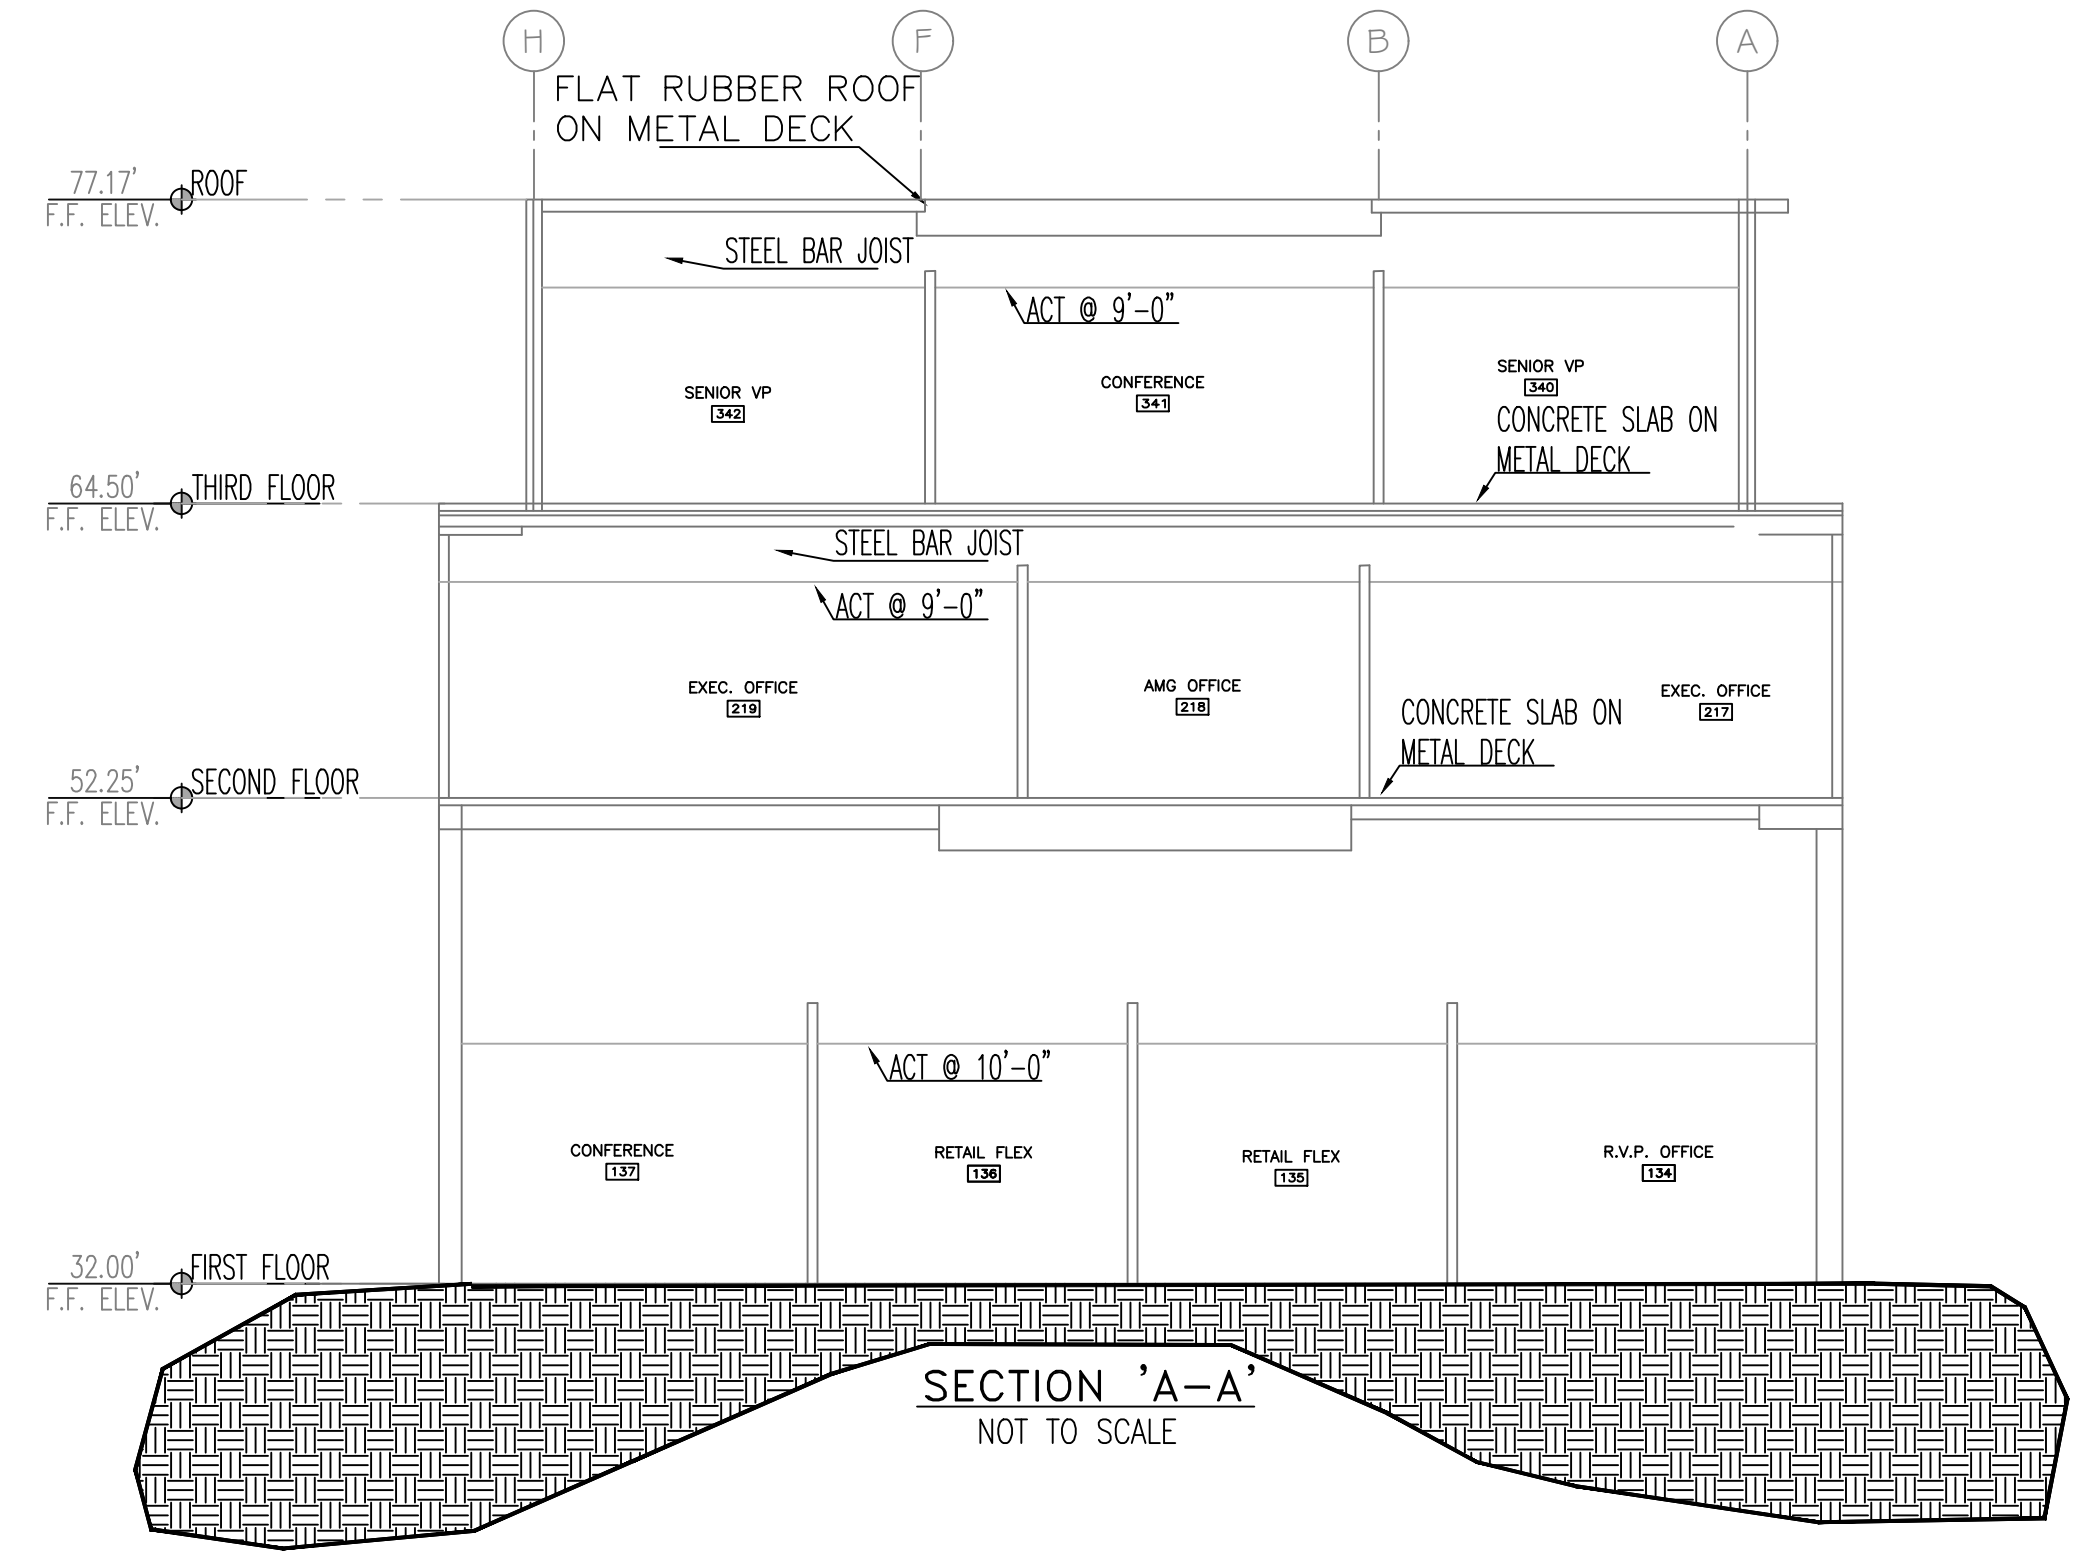 H
F
B
A
FLAT RUBBER ROOF
ON METAL DECK
77.17'
ROOF
F.F. ELEV.
STEEL BAR JOIST
ACT @ 9'-0"
SENIOR VP
342
CONFERENCE
341
SENIOR VP
340
CONCRETE SLAB ON
METAL DECK
64.50'
THIRD FLOOR
F.F. ELEV.
STEEL BAR JOIST
ACT @ 9'-0"
EXEC. OFFICE
219
AMG OFFICE
218
EXEC. OFFICE
217
CONCRETE SLAB ON
METAL DECK
52.25'
SECOND FLOOR
F.F. ELEV.
ACT @ 10'-0"
CONFERENCE
137
RETAIL FLEX
136
RETAIL FLEX
135
R.V.P. OFFICE
134
32.00'
FIRST FLOOR
F.F. ELEV.
SECTION 'A-A'
NOT TO SCALE